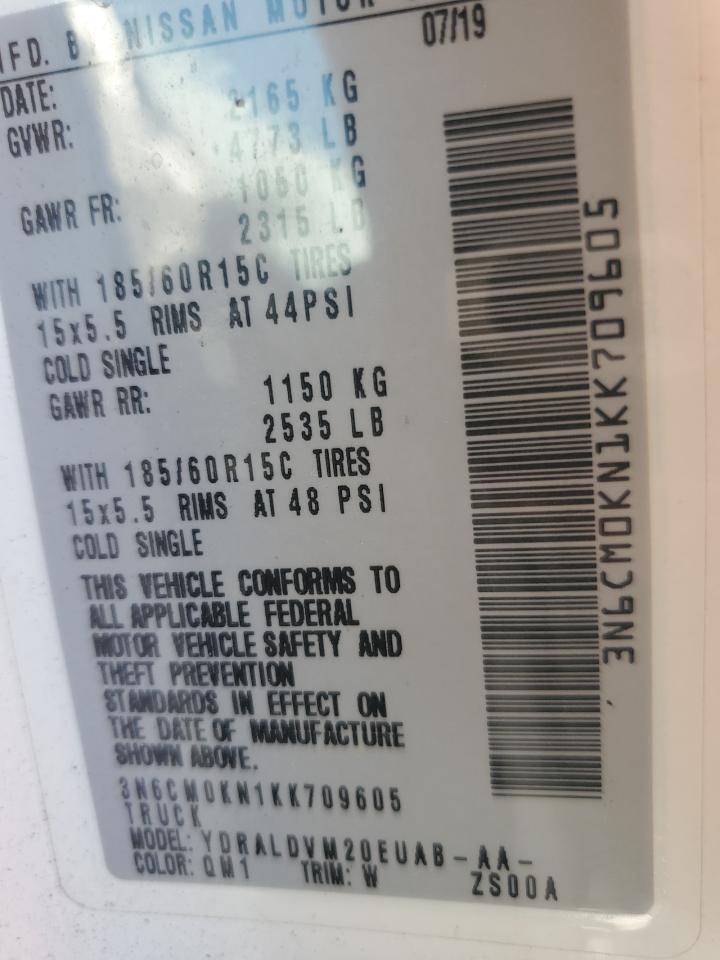 MFD. BY NISSAN MOTOR
DATE: 07/19
GVWR: 2165 KG
4773 LB
GAWR FR: 1050 KG
2315 LB
WITH 185/60R15C TIRES
15x5.5 RIMS AT 44PSI
COLD SINGLE
GAWR RR: 1150 KG
2535 LB
WITH 185/60R15C TIRES
15x5.5 RIMS AT 48 PSI
COLD SINGLE
THIS VEHICLE CONFORMS TO
ALL APPLICABLE FEDERAL
MOTOR VEHICLE SAFETY AND
THEFT PREVENTION
STANDARDS IN EFFECT ON
THE DATE OF MANUFACTURE
SHOWN ABOVE.
3N6CM0KN1KK709605
TRUCK
MODEL: YDRALDVM20EUAB-AA-
COLOR: QM1 TRIM: W ZS00A
3N6CM0KN1KK709605